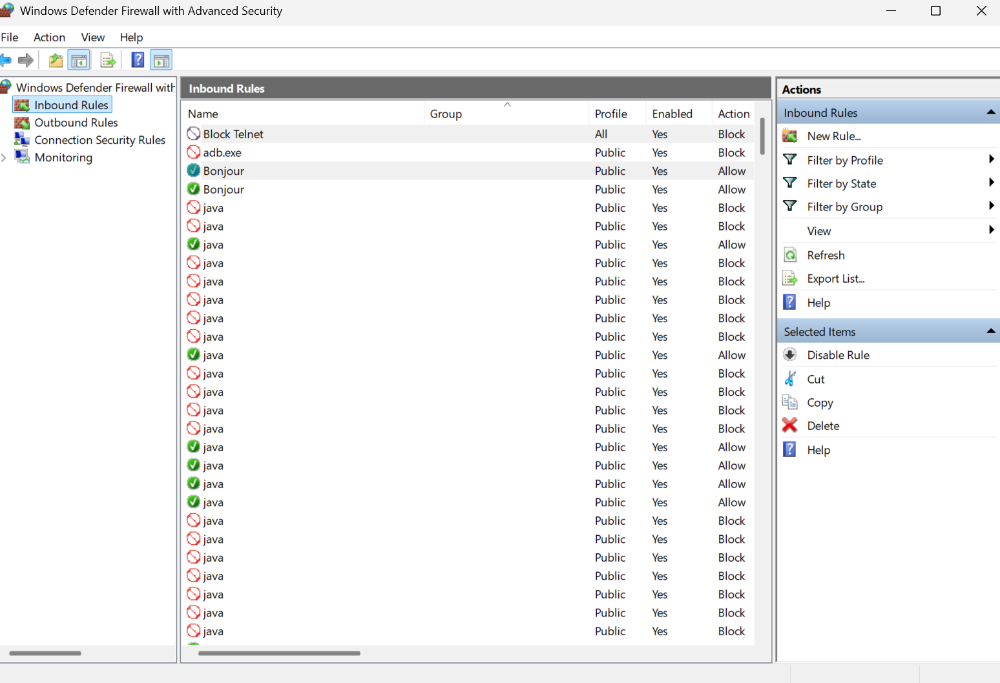 Windows Defender Firewall with Advanced Security
File Action View Help
Windows Defender Firewall with
Inbound Rules
Outbound Rules
Connection Security Rules
Monitoring
Inbound Rules
Name Group Profile Enabled Action
Block Telnet All Yes Block
adb.exe Public Yes Block
Bonjour Public Yes Allow
Bonjour Public Yes Allow
java Public Yes Block
java Public Yes Block
java Public Yes Allow
java Public Yes Block
java Public Yes Block
java Public Yes Block
java Public Yes Block
java Public Yes Block
java Public Yes Allow
java Public Yes Block
java Public Yes Block
java Public Yes Block
java Public Yes Block
java Public Yes Allow
java Public Yes Allow
java Public Yes Allow
java Public Yes Allow
java Public Yes Block
java Public Yes Block
java Public Yes Block
java Public Yes Block
java Public Yes Block
java Public Yes Block
java Public Yes Block
Actions
Inbound Rules
New Rule...
Filter by Profile
Filter by State
Filter by Group
View
Refresh
Export List...
Help
Selected Items
Disable Rule
Cut
Copy
Delete
Help